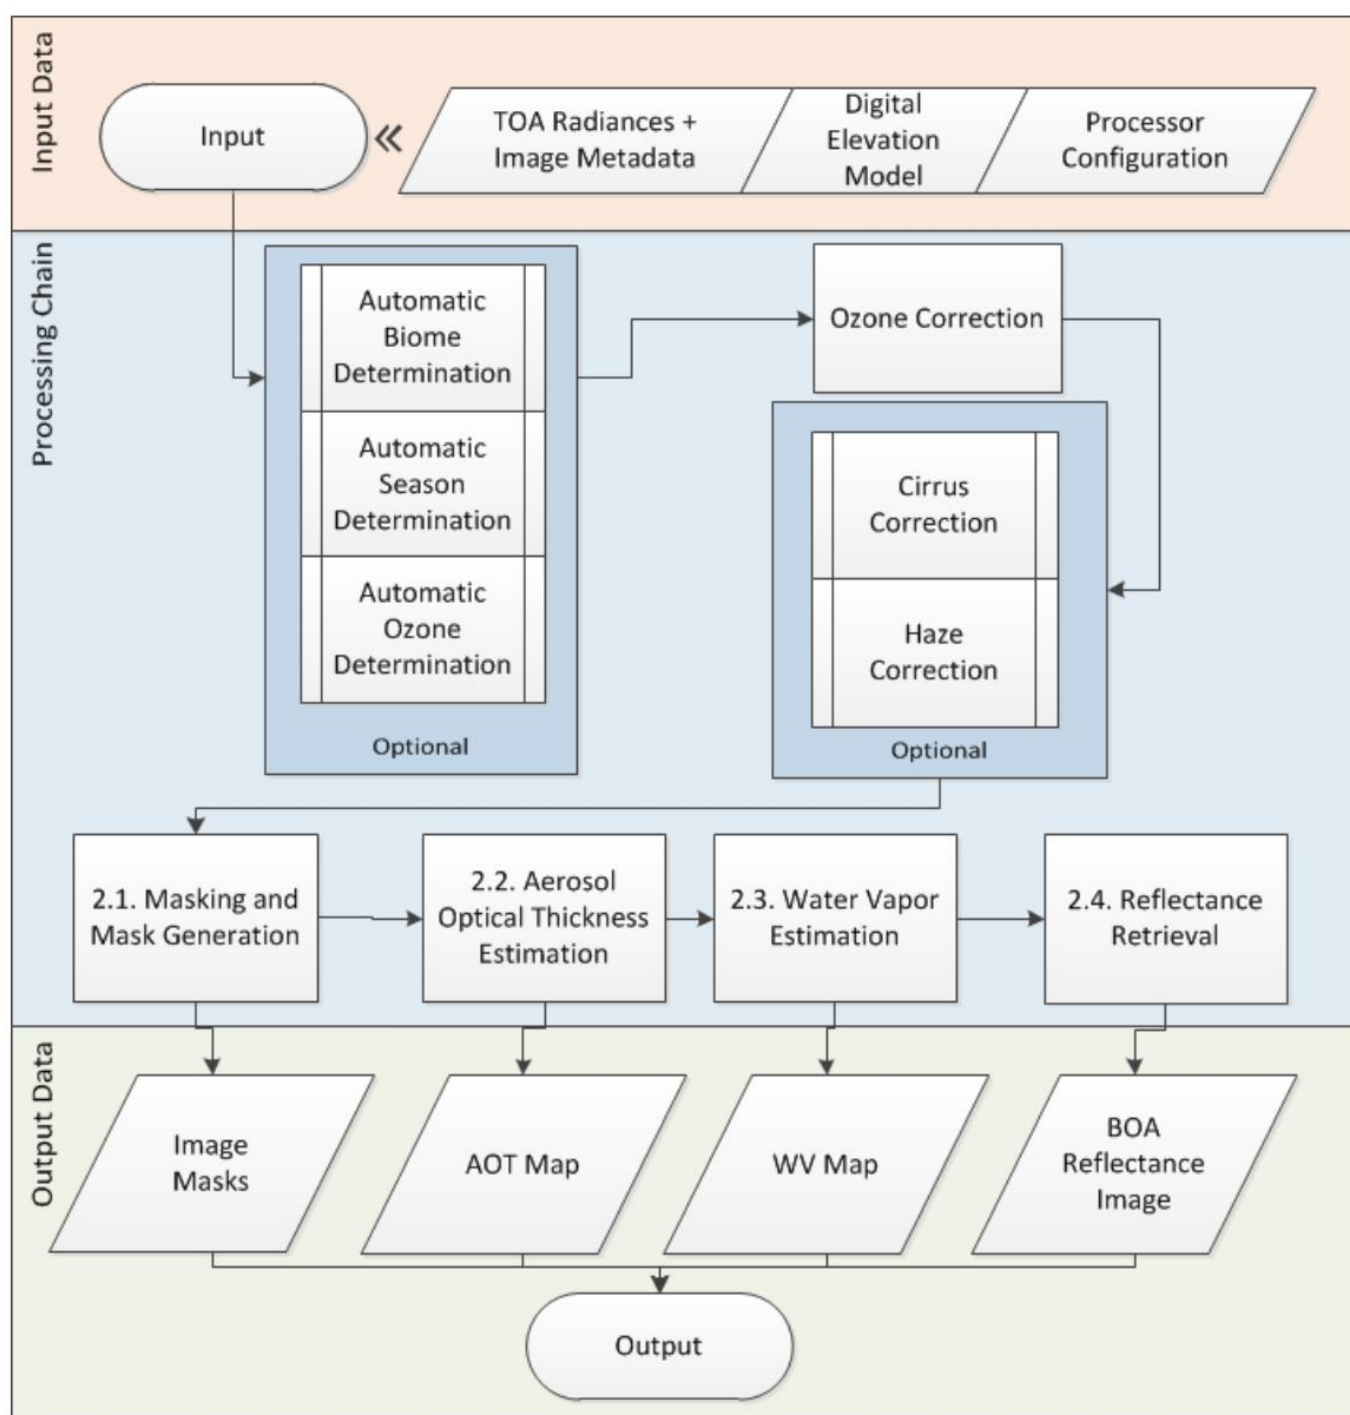 Input Data
Input
TOA Radiances +
Image Metadata
Digital
Elevation
Model
Processor
Configuration
Processing Chain
Automatic
Biome
Determination
Automatic
Season
Determination
Automatic
Ozone
Determination
Optional
Ozone Correction
Cirrus
Correction
Haze
Correction
Optional
2.1. Masking and
Mask Generation
2.2. Aerosol
Optical Thickness
Estimation
2.3. Water Vapor
Estimation
2.4. Reflectance
Retrieval
Output Data
Image
Masks
AOT Map
WV Map
BOA
Reflectance
Image
Output